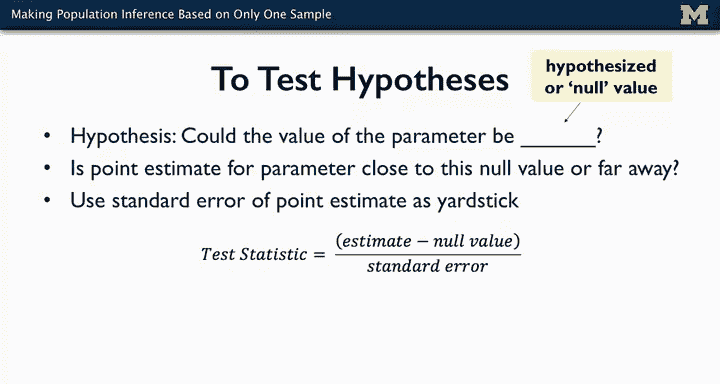 Making Population Inference Based on Only One Sample
M
To Test Hypotheses
hypothesized
or ‘null’ value
• Hypothesis: Could the value of the parameter be _______?
• Is point estimate for parameter close to this null value or far away?
• Use standard error of point estimate as yardstick
Test Statistic = (estimate − null value) / standard error